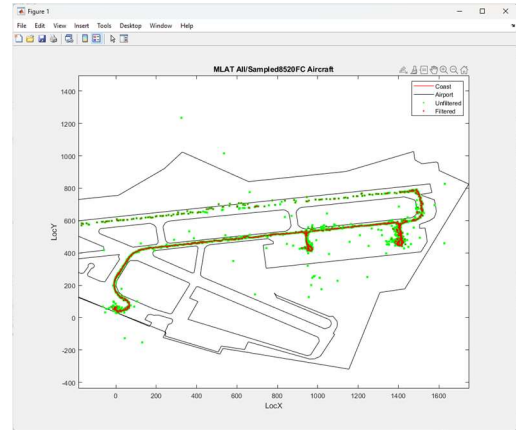 Figure 1
File Edit View Insert Tools Desktop Window Help
MLAT All/Sampled8520FC Aircraft
Coast
Airport
Unfiltered
Filtered
1400
1200
1000
800
600
400
200
0
-200
-400
LocY
0 200 400 600 800 1000 1200 1400 1600
LocX